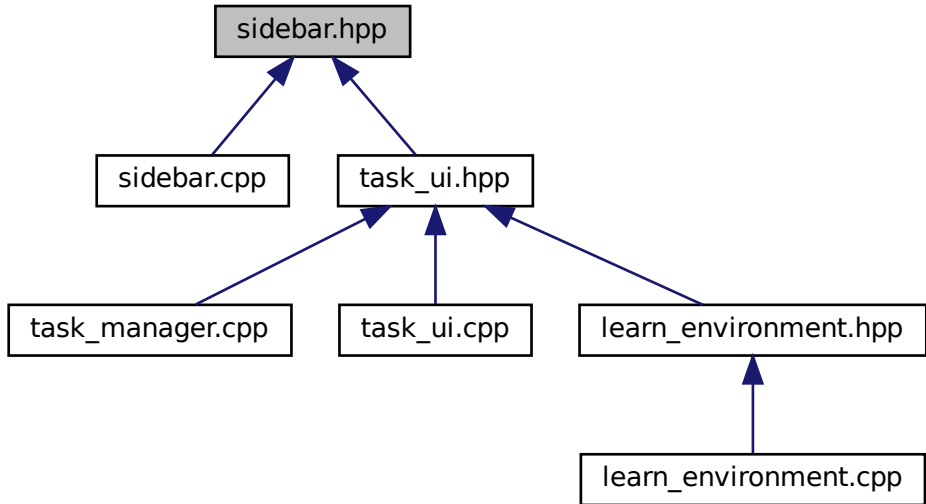 sidebar.hpp
sidebar.cpp
task_ui.hpp
task_manager.cpp
task_ui.cpp
learn_environment.hpp
learn_environment.cpp